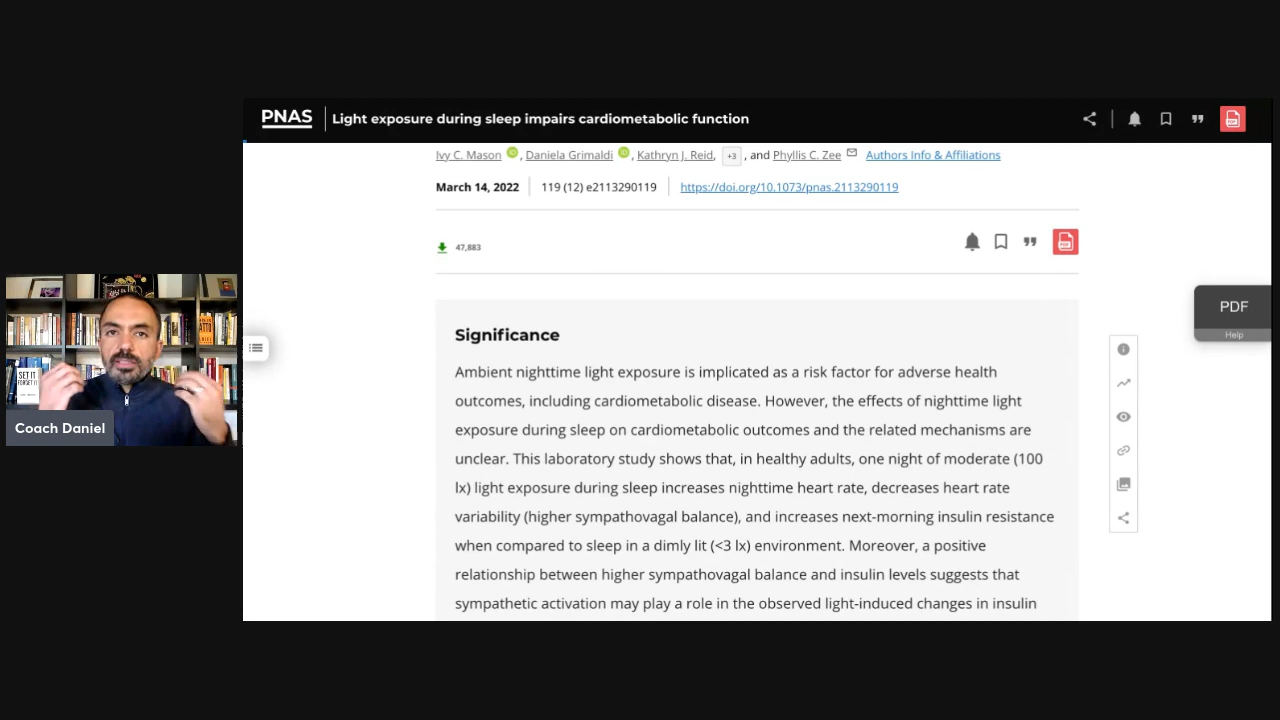 PNAS
Light exposure during sleep impairs cardiometabolic function
Ivy C. Mason , Daniela Grimaldi , Kathryn J. Reid, +3 , and Phyllis C. Zee Authors Info & Affiliations
March 14, 2022 119 (12) e2113290119 https://doi.org/10.1073/pnas.2113290119
47,883
PDF
Help
Significance
Ambient nighttime light exposure is implicated as a risk factor for adverse health
outcomes, including cardiometabolic disease. However, the effects of nighttime light
exposure during sleep on cardiometabolic outcomes and the related mechanisms are
unclear. This laboratory study shows that, in healthy adults, one night of moderate (100
lx) light exposure during sleep increases nighttime heart rate, decreases heart rate
variability (higher sympathovagal balance), and increases next-morning insulin resistance
when compared to sleep in a dimly lit (<3 lx) environment. Moreover, a positive
relationship between higher sympathovagal balance and insulin levels suggests that
sympathetic activation may play a role in the observed light-induced changes in insulin
SET IT
FORGET IT
Coach Daniel